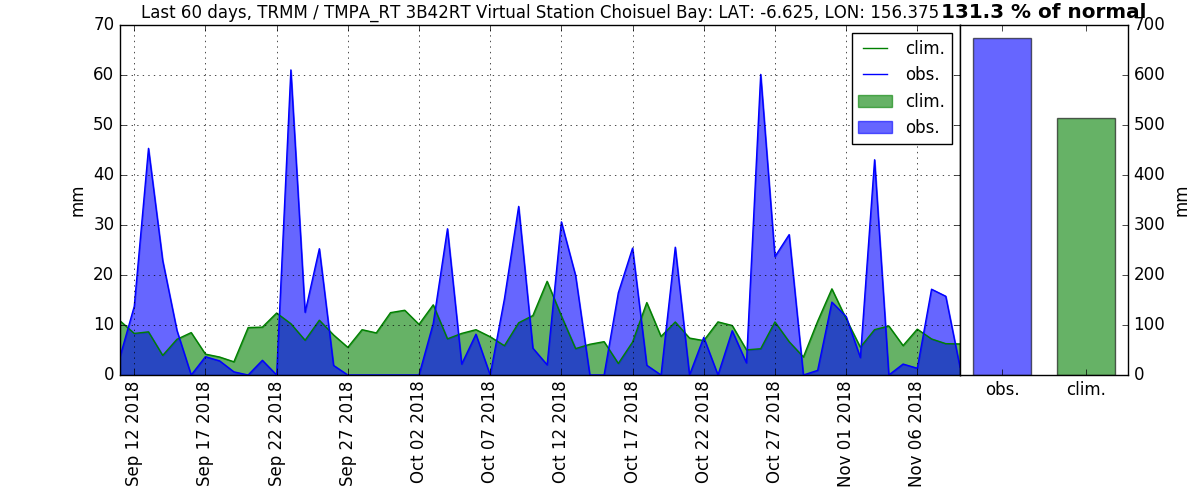 Last 60 days, TRMM / TMPA_RT 3B42RT Virtual Station Choisuel Bay: LAT: -6.625, LON: 156.375
131.3 % of normal
mm
70
60
50
40
30
20
10
0
clim.
obs.
clim.
obs.
Sep 12 2018
Sep 17 2018
Sep 22 2018
Sep 27 2018
Oct 02 2018
Oct 07 2018
Oct 12 2018
Oct 17 2018
Oct 22 2018
Oct 27 2018
Nov 01 2018
Nov 06 2018
700
600
500
400
300
200
100
0
mm
obs.
clim.